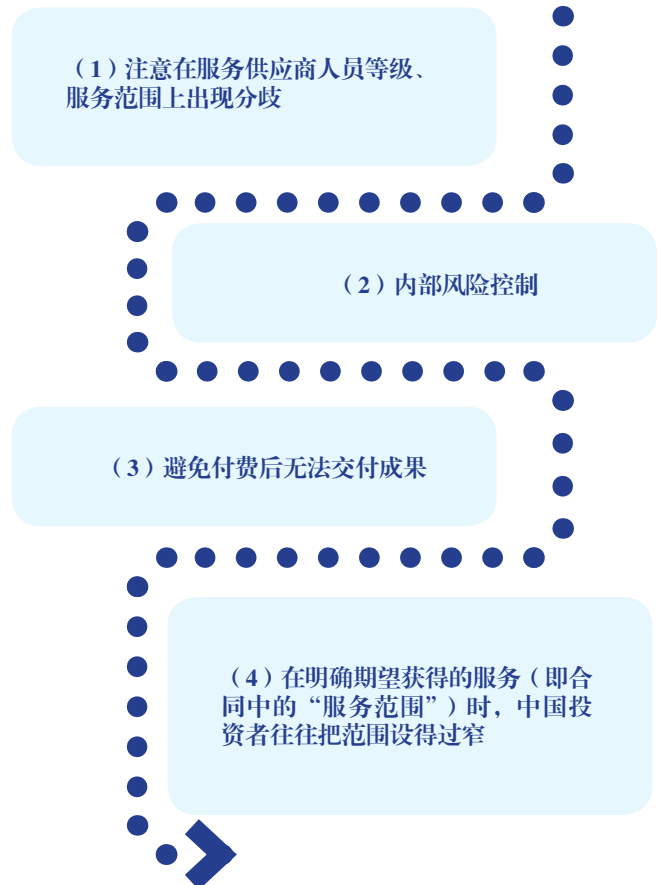 （1）注意在服务供应商人员等级、
服务范围上出现分歧
（2）内部风险控制
（3）避免付费后无法交付成果
（4）在明确期望获得的服务（即合
同中的“服务范围”）时，中国投
资者往往把范围设得过窄